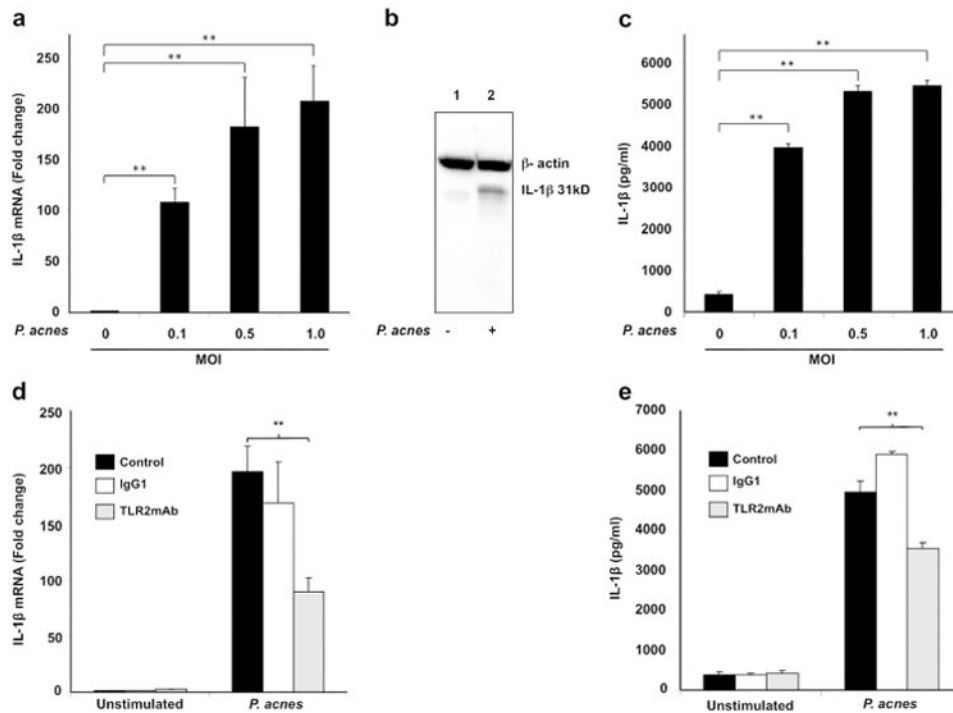 a
IL-1β mRNA (Fold change)
250
200
150
100
50
0
**
**
**
P. acnes 0 0.1 0.5 1.0
MOI
b
1 2
β- actin
IL-1β 31kD
P. acnes - +
c
IL-1β (pg/ml)
6000
5000
4000
3000
2000
1000
0
**
**
**
P. acnes 0 0.1 0.5 1.0
MOI
d
IL-1β mRNA (Fold change)
250
200
150
100
50
0
**
Control
IgG1
TLR2mAb
Unstimulated P. acnes
e
IL-1β (pg/ml)
7000
6000
5000
4000
3000
2000
1000
0
**
Control
IgG1
TLR2mAb
Unstimulated P. acnes